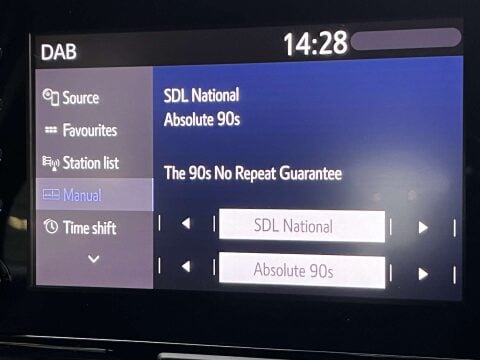 DAB
14:28
Source
Favourites
Station list
Manual
Time shift
SDL National
Absolute 90s
The 90s No Repeat Guarantee
SDL National
Absolute 90s